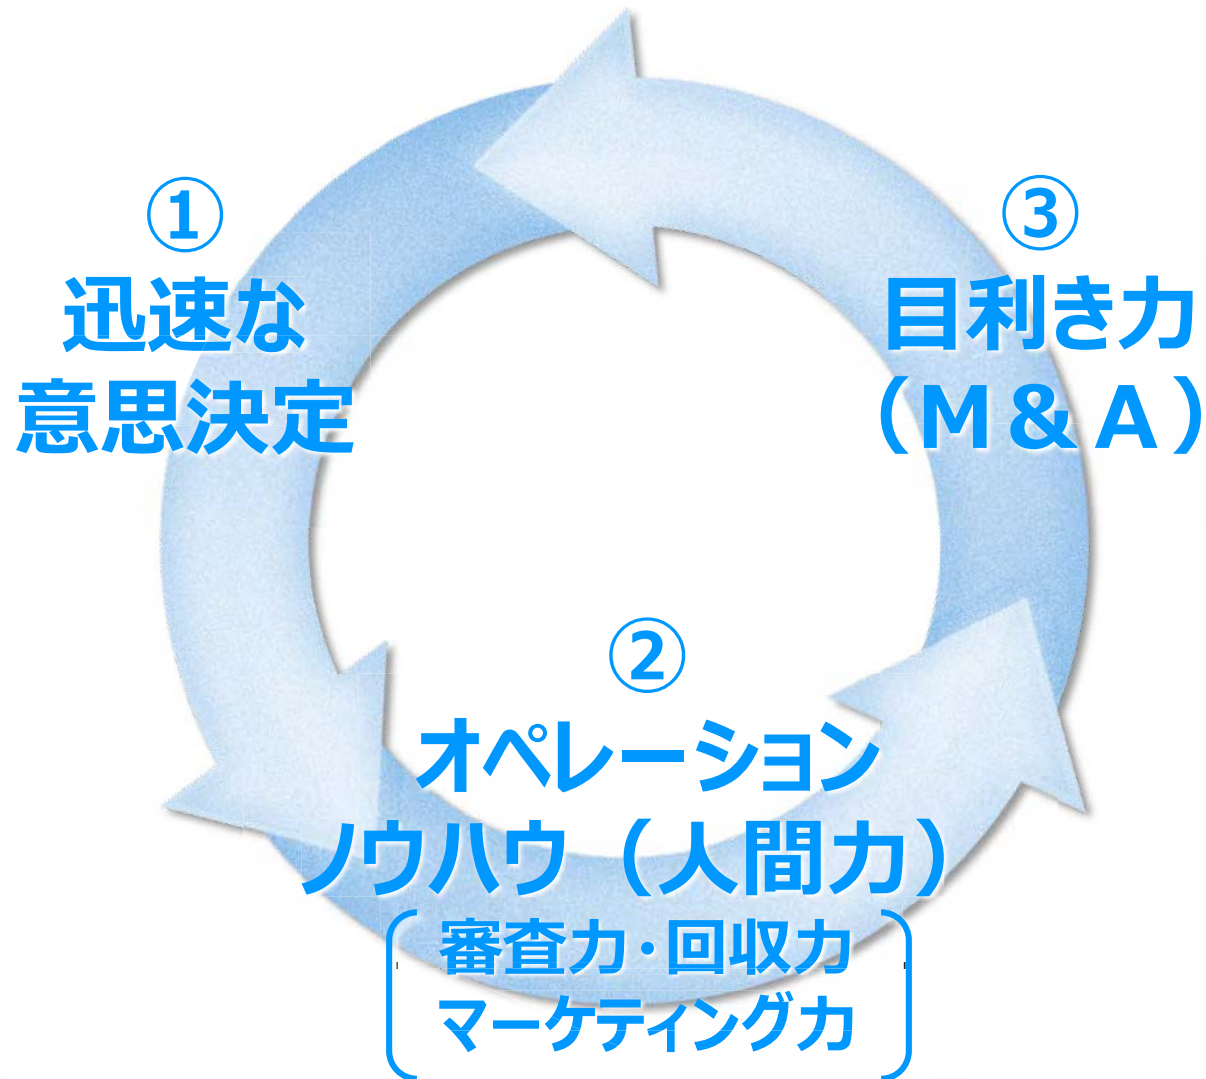 ①
迅速な
意思決定
②
オペレーション
ノウハウ（人間力）
審査力・回収力
マーケティング力
③
目利き力
（Ｍ＆Ａ）